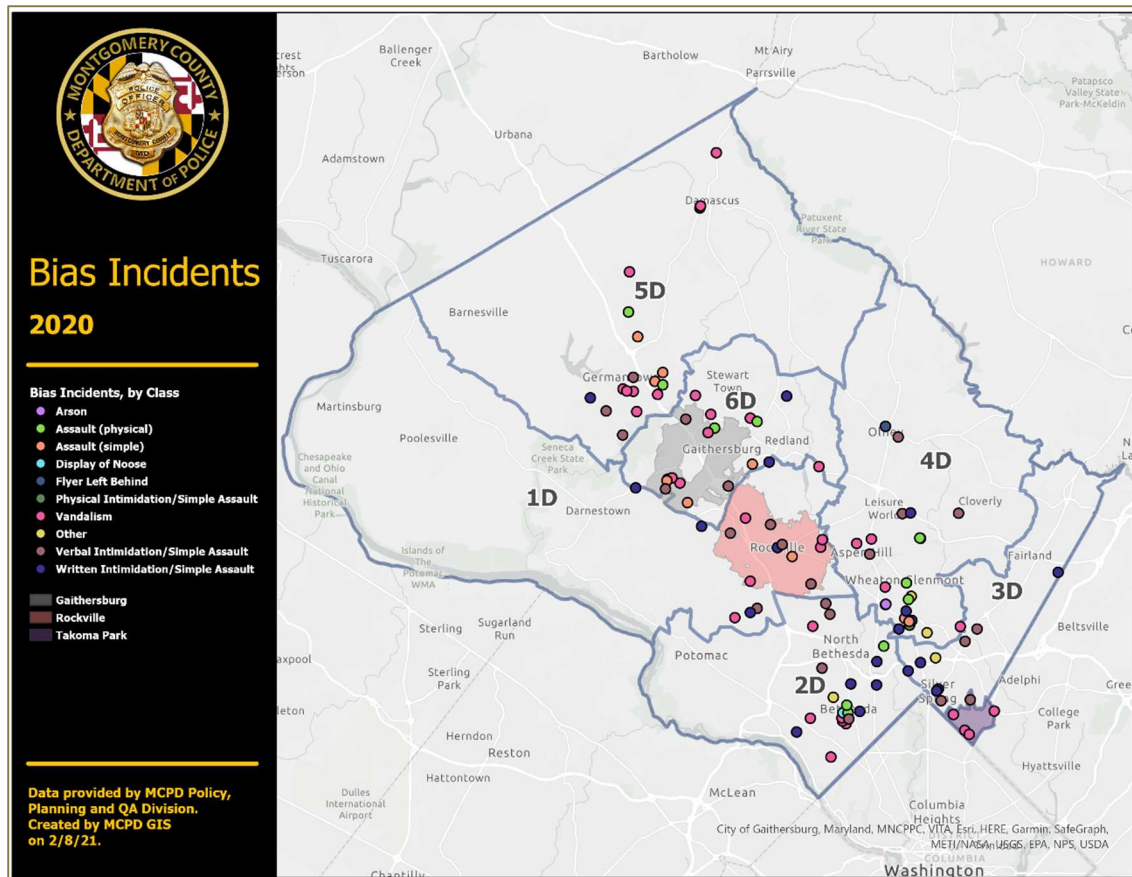 MONTGOMERY COUNTY
POLICE
OFFICER
MONTGOMERY COUNTY
DEPARTMENT OF POLICE
Bias Incidents
2020
Bias Incidents, by Class
Arson
Assault (physical)
Assault (simple)
Display of Noose
Flyer Left Behind
Physical Intimidation/Simple Assault
Vandalism
Other
Verbal Intimidation/Simple Assault
Written Intimidation/Simple Assault
Gaithersburg
Rockville
Takoma Park
Data provided by MCPD Policy,
Planning and QA Division.
Created by MCPD GIS
on 2/8/21.
Ballenger
Creek
Bartholow
Mt Airy
Parrsville
Patapsco
Valley State
Park-McKeldin
Urbana
Adamstown
Damascus
Patuxent
River State
Park
Tuscarora
HOWARD
5D
Barnesville
Stewart
Town
6D
Martinsburg
Poolesville
Redland
Gaithersburg
4D
Seneca
Creek State
Park
Chesapeake
and Ohio
Canal
National
Historical
Park
1D
Darnestown
Leisure
World
Cloverly
Fairland
Islands of
The
Potomac
WMA
3D
Sterling
Sugarland
Run
Beltsville
Potomac
North
Bethesda
Sterling
Park
Adelphi
2D
Silver
Spring
College
Park
Herndon
Reston
Hyattsville
Hattontown
McLean
Dulles
International
Airport
Columbia
Heights
City of Gaithersburg, Maryland, MNCPPC, VITA, Esri, HERE, Garmin, SafeGraph,
METI/NASA, USGS, EPA, NPS, USDA
COLUMBIA
Washington
Chantilly